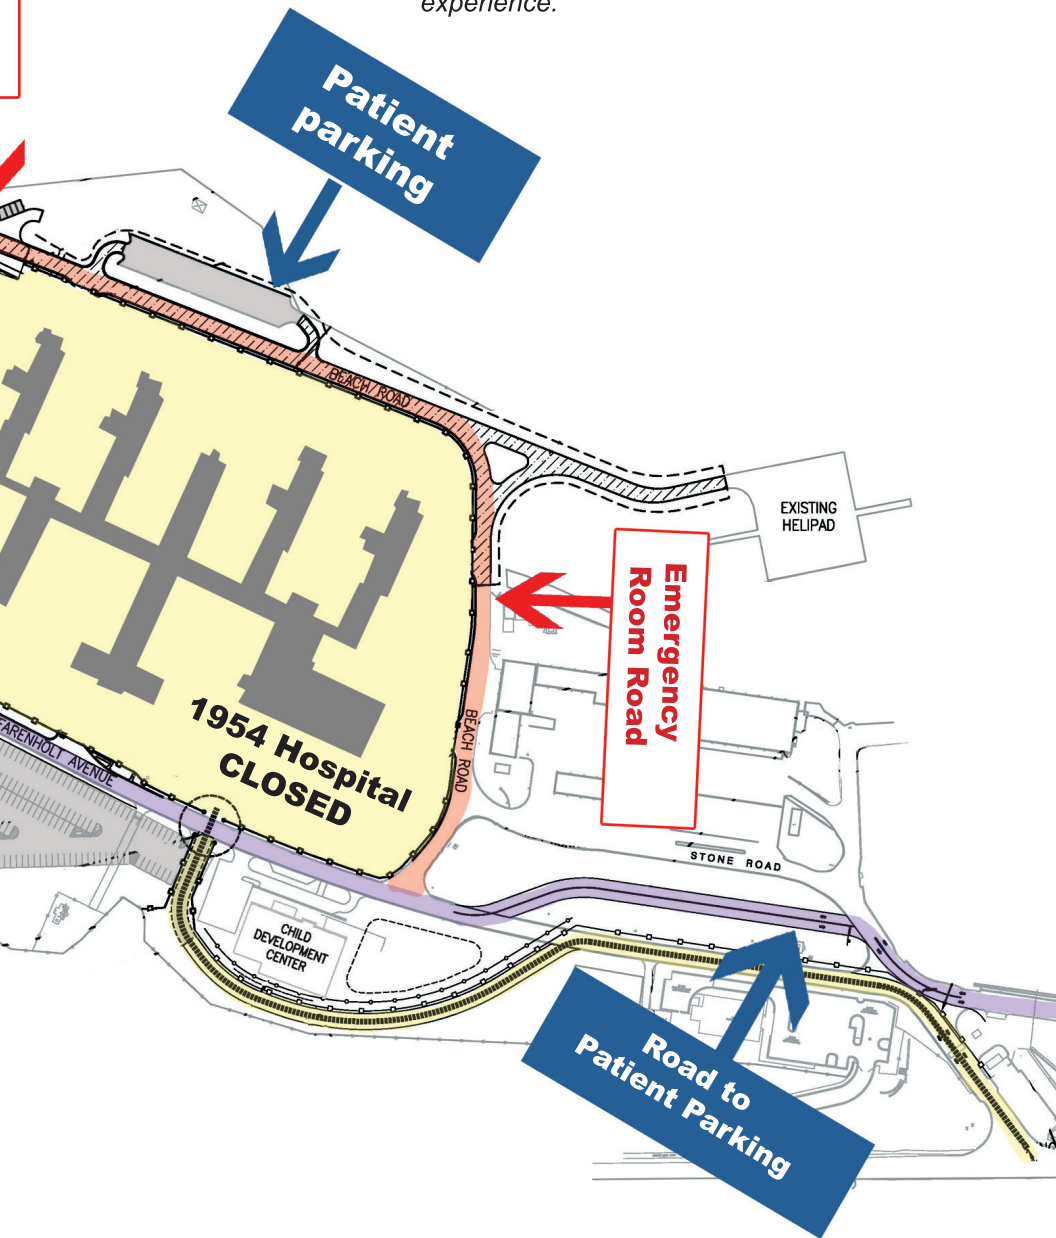 experience.
Patient
parking
BEACH ROAD
EXISTING
HELIPAD
Emergency
Room Road
1954 Hospital
CLOSED
BEACH ROAD
FARENHOLT AVENUE
STONE ROAD
CHILD
DEVELOPMENT
CENTER
Road to
Patient Parking